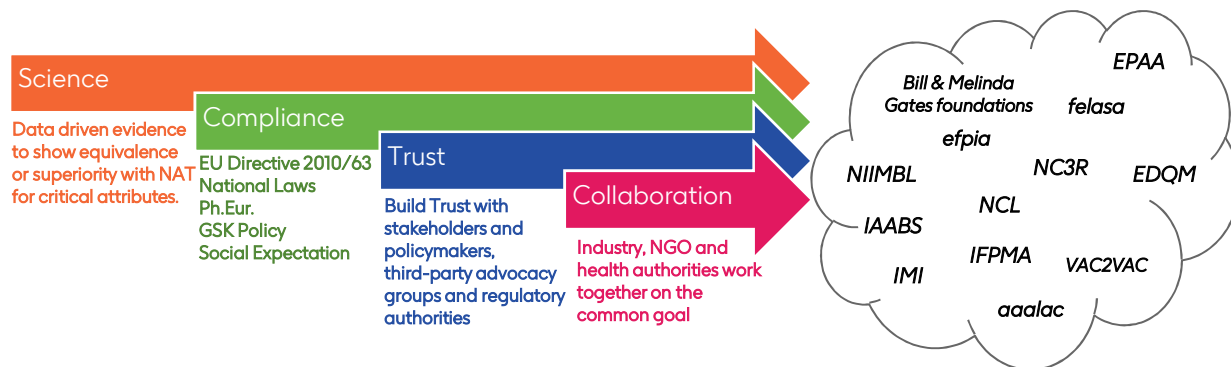 Science
Data driven evidence
to show equivalence
or superiority with NAT
for critical attributes.
Compliance
EU Directive 2010/63
National Laws
Ph.Eur.
GSK Policy
Social Expectation
Trust
Build Trust with
stakeholders and
policymakers,
third-party advocacy
groups and regulatory
authorities
Collaboration
Industry, NGO and
health authorities work
together on the
common goal
EPAA
Bill & Melinda
Gates foundations
felasa
efpia
NIIMBL
NC3R
EDQM
NCL
IAABS
IFPMA
VAC2VAC
IMI
aaalac